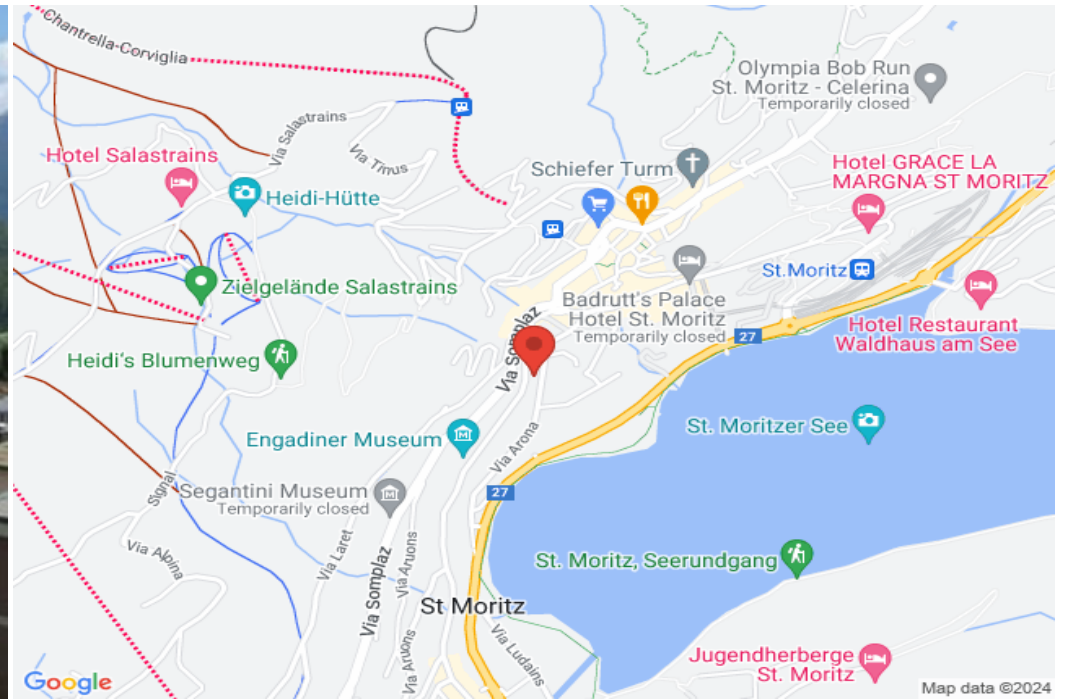 Chantrella-Corviglia
Olympia Bob Run
St. Moritz - Celerina
Temporarily closed
Via Salastrains
Via Tinus
Hotel Salastrains
Schiefer Turm
Hotel GRACE LA
MARGNA ST MORITZ
Heidi-Hütte
St.Moritz
Zielgelände Salastrains
Badrutt's Palace
Hotel St. Moritz
Temporarily closed
27
Hotel Restaurant
Waldhaus am See
Via Somplaz
Heidi's Blumenweg
St. Moritzer See
Engadiner Museum
Via Arona
Segantini Museum
Temporarily closed
27
Signal
Via Alpina
Via Laret
Via Aruons
St. Moritz, Seerundgang
Via Somplaz
St Moritz
Via Aruons
Via Ludains
Jugendherberge
St. Moritz
Google
Map data ©2024